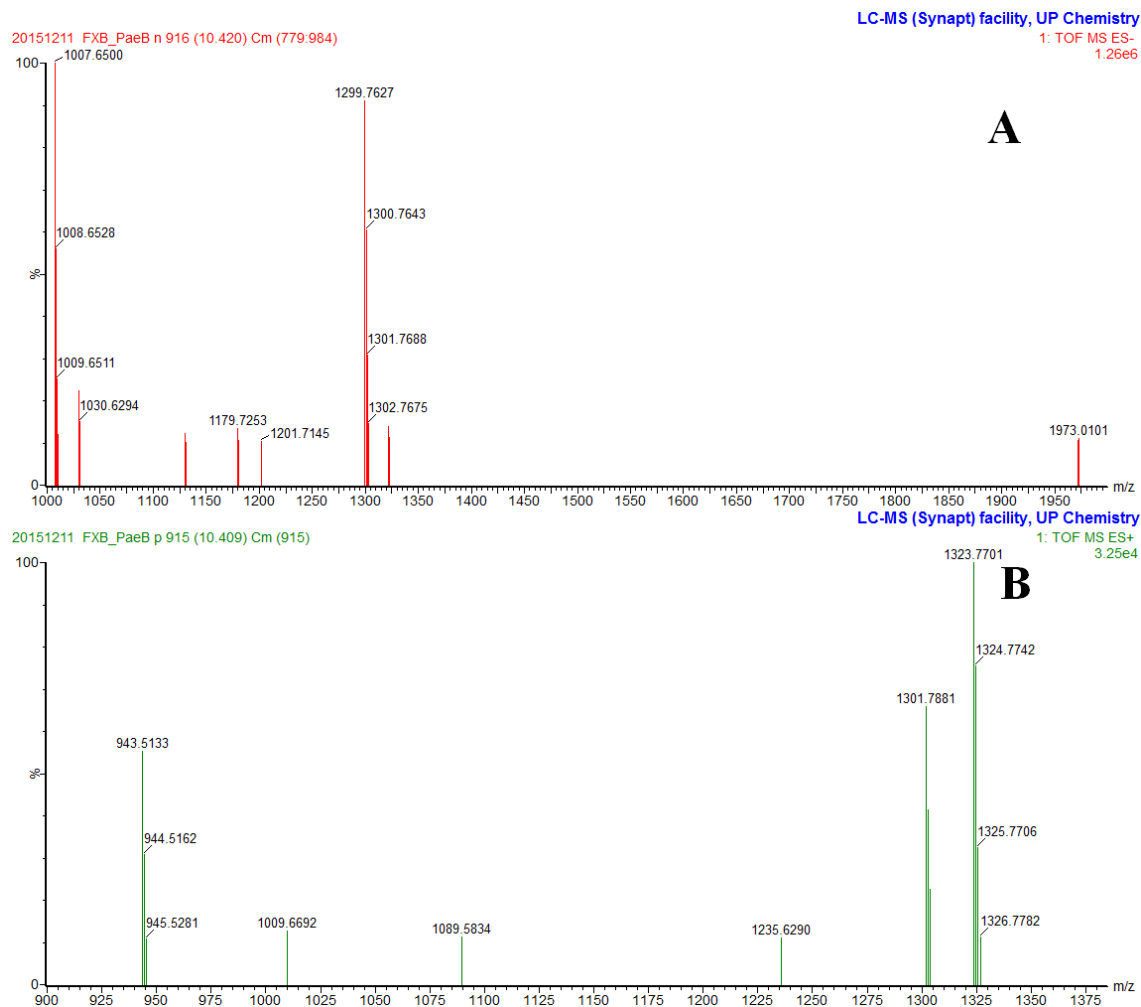 LC-MS (Synapt) facility, UP Chemistry
20151211 FXB_PaeB n 916 (10.420) Cm (779:984)
1: TOF MS ES-
1.26e6
100
1007.6500
1299.7627
A
1008.6528
1300.7643
%
1301.7688
1009.6511
1030.6294
1302.7675
1179.7253
1201.7145
1973.0101
0
m/z
1000 1050 1100 1150 1200 1250 1300 1350 1400 1450 1500 1550 1600 1650 1700 1750 1800 1850 1900 1950
LC-MS (Synapt) facility, UP Chemistry
20151211 FXB_PaeB p 915 (10.409) Cm (915)
1: TOF MS ES+
3.25e4
100
1323.7701
B
1324.7742
1301.7881
943.5133
%
944.5162
1325.7706
945.5281
1009.6692
1089.5834
1235.6290
1326.7782
0
m/z
900 925 950 975 1000 1025 1050 1075 1100 1125 1150 1175 1200 1225 1250 1275 1300 1325 1350 1375